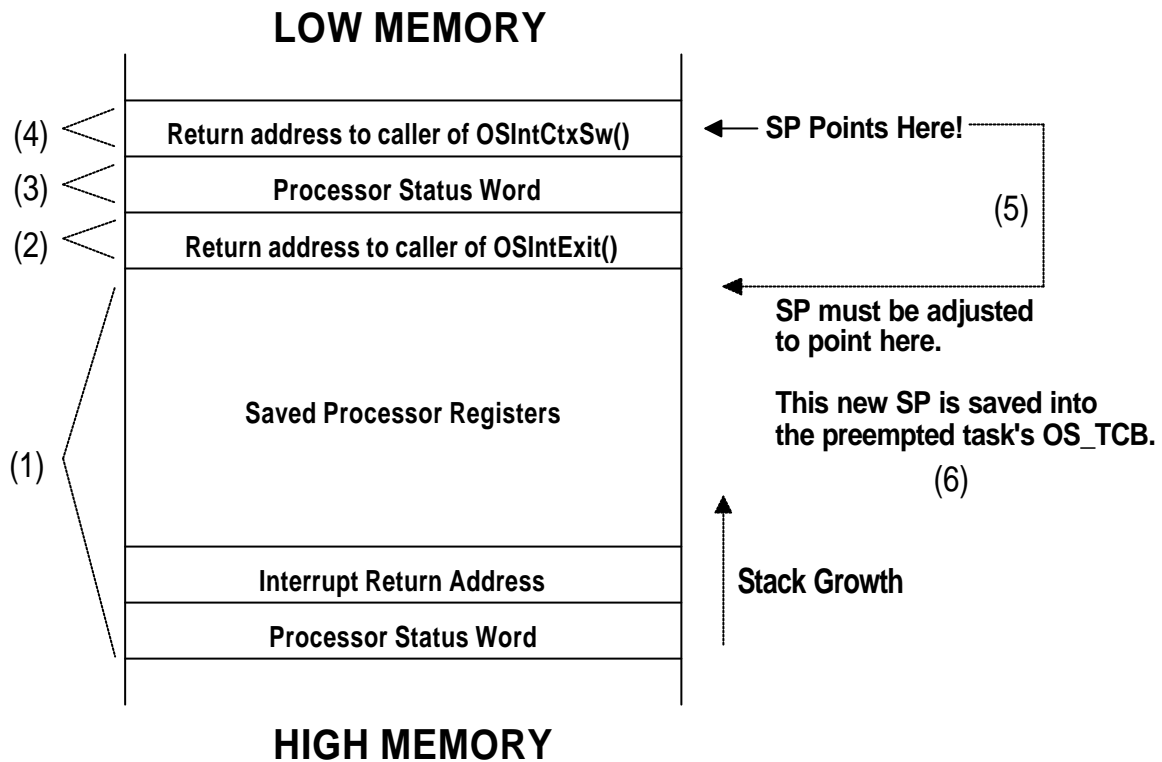 LOW MEMORY
(4)
Return address to caller of OSIntCtxSw()
SP Points Here!
(3)
Processor Status Word
(5)
(2)
Return address to caller of OSIntExit()
SP must be adjusted
to point here.
Saved Processor Registers
This new SP is saved into
the preempted task's OS_TCB.
(1)
(6)
Interrupt Return Address
Stack Growth
Processor Status Word
HIGH MEMORY